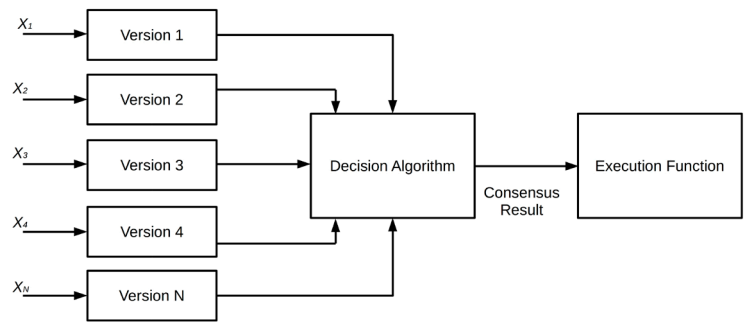 X1
Version 1
X2
Version 2
X3
Version 3
Decision Algorithm
Execution Function
Consensus
Result
X4
Version 4
XN
Version N